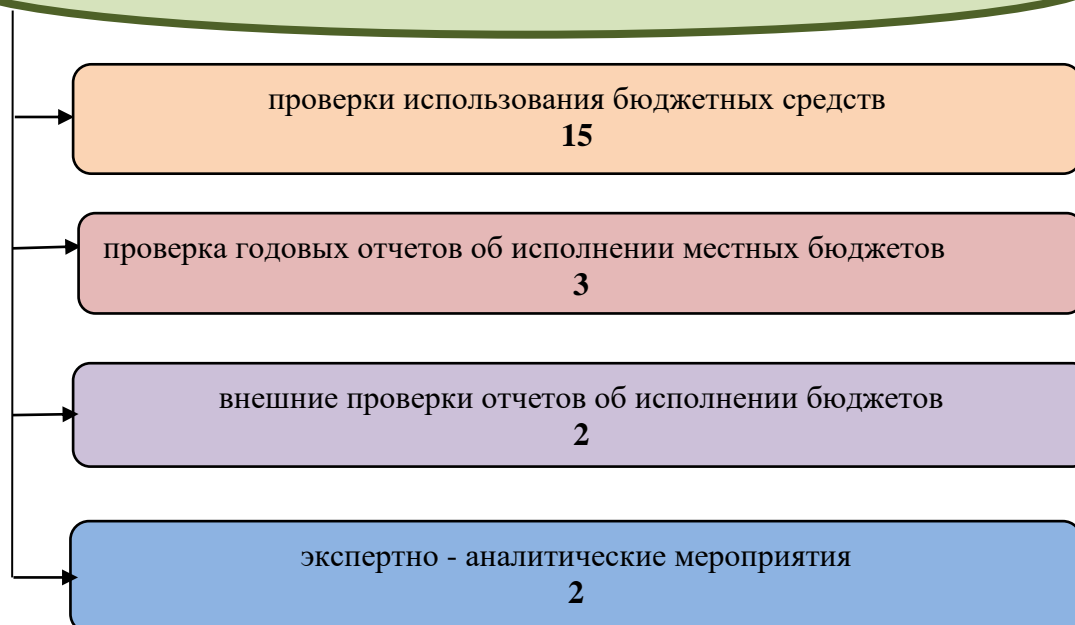 проверки использования бюджетных средств
15
проверка годовых отчетов об исполнении местных бюджетов
3
внешние проверки отчетов об исполнении бюджетов
2
экспертно - аналитические мероприятия
2